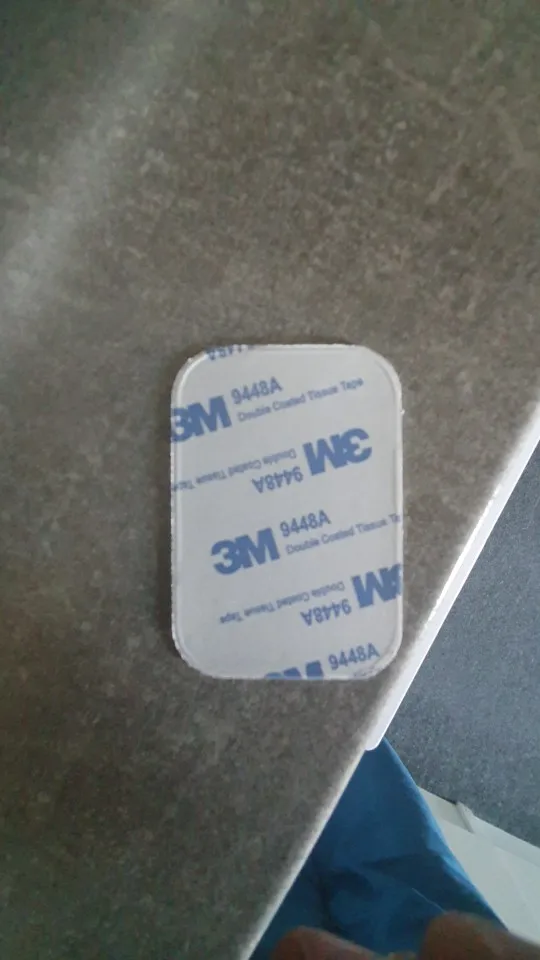 9448A
3M Double Coated Tissue Tape
Double Coated Tissue Tape 9448A 3M
3M 9448A
Double Coated Tissue Tape
Double Coated Tissue Tape 9448A 3M
3M 9448A